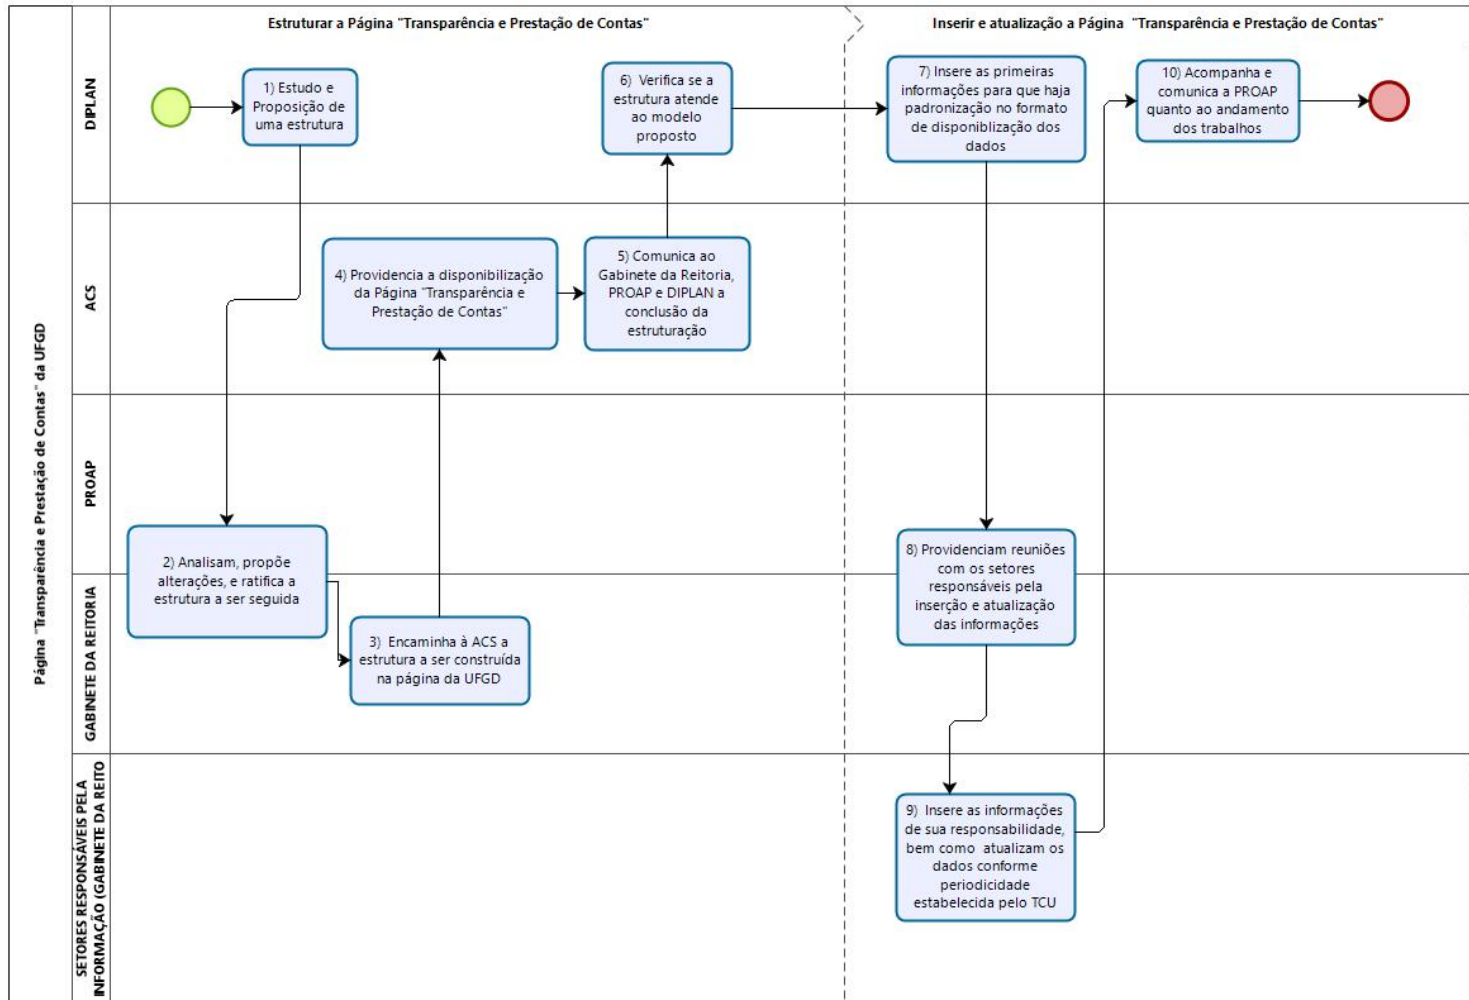 Página "Transparência e Prestação de Contas" da UFGD
Estruturar a Página "Transparência e Prestação de Contas"
Inserir e atualização a Página "Transparência e Prestação de Contas"
DIPLAN
1) Estudo e
Proposição de
uma estrutura
6) Verifica se a
estrutura atende
ao modelo
proposto
7) Insere as primeiras
informações para que haja
padronização no formato
de disponiblização dos
dados
10) Acompanha e
comunica a PROAP
quanto ao andamento
dos trabalhos
ACS
4) Providencia a disponibilização
da Página "Transparência e
Prestação de Contas"
5) Comunica ao
Gabinete da Reitoria,
PROAP e DIPLAN a
conclusão da
estruturação
PROAP
2) Analisam, propõe
alterações, e ratifica a
estrutura a ser seguida
8) Providenciam reuniões
com os setores
responsáveis pela
inserção e atualização
das informações
GABINETE DA REITORIA
3) Encaminha à ACS a
estrutura a ser construída
na página da UFGD
SETORES RESPONSÁVEIS PELA
INFORMAÇÃO (GABINETE DA REITO
9) Insere as informações
de sua responsabilidade,
bem como atualizam os
dados conforme
periodicidade
estabelecida pelo TCU